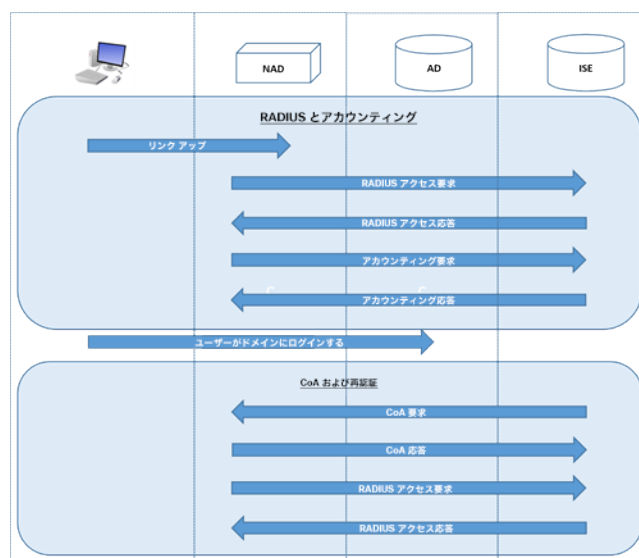 NAD
AD
ISE
RADIUS とアカウンティング
リンク アップ
RADIUS アクセス要求
RADIUS アクセス応答
アカウンティング要求
アカウンティング応答
ユーザーがドメインにログインする
CoA および再認証
CoA 要求
CoA 応答
RADIUS アクセス要求
RADIUS アクセス応答